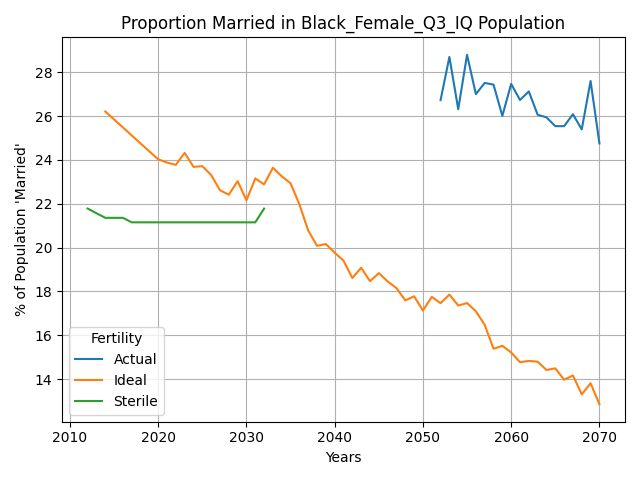 Proportion Married in Black_Female_Q3_IQ Population
% of Population 'Married'
28
26
24
22
20
18
16
14
Fertility
Actual
Ideal
Sterile
2010 2020 2030 2040 2050 2060 2070
Years